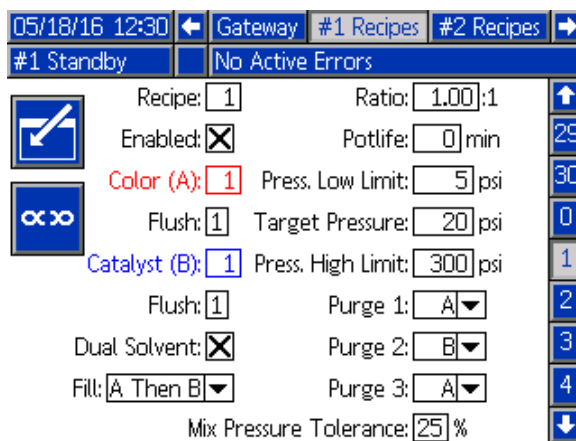 05/18/16 12:30 Gateway #1 Recipes #2 Recipes
#1 Standby No Active Errors
Recipe: 1 Ratio: 1.00 :1
Enabled: Potlife: 0 min 29
Color (A): 1 Press. Low Limit: 5 psi 30
Flush: 1 Target Pressure: 20 psi 0
Catalyst (B): 1 Press. High Limit: 300 psi 1
Flush: 1 Purge 1: A 2
Dual Solvent: Purge 2: B 3
Fill: A Then B Purge 3: A 4
Mix Pressure Tolerance: 25 %